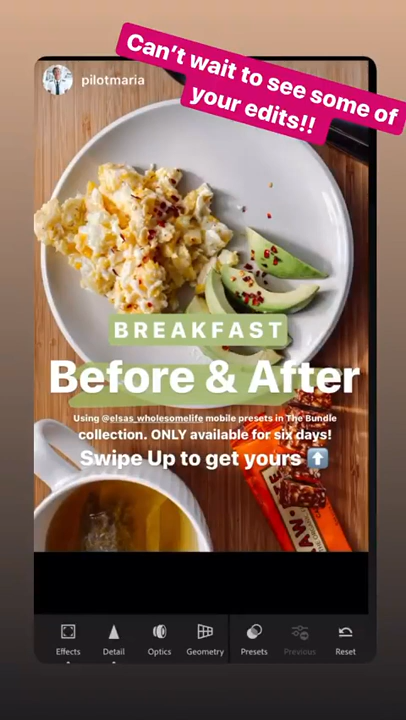 Can't wait to see some of
your edits!!
pilotmaria
BREAKFAST
Before & After
Using @elsas_wholesomelife mobile presets in The Bundle
collection. ONLY available for six days!
Swipe Up to get yours ⬆️
Effects
Detail
Optics
Geometry
Presets
Previous
Reset